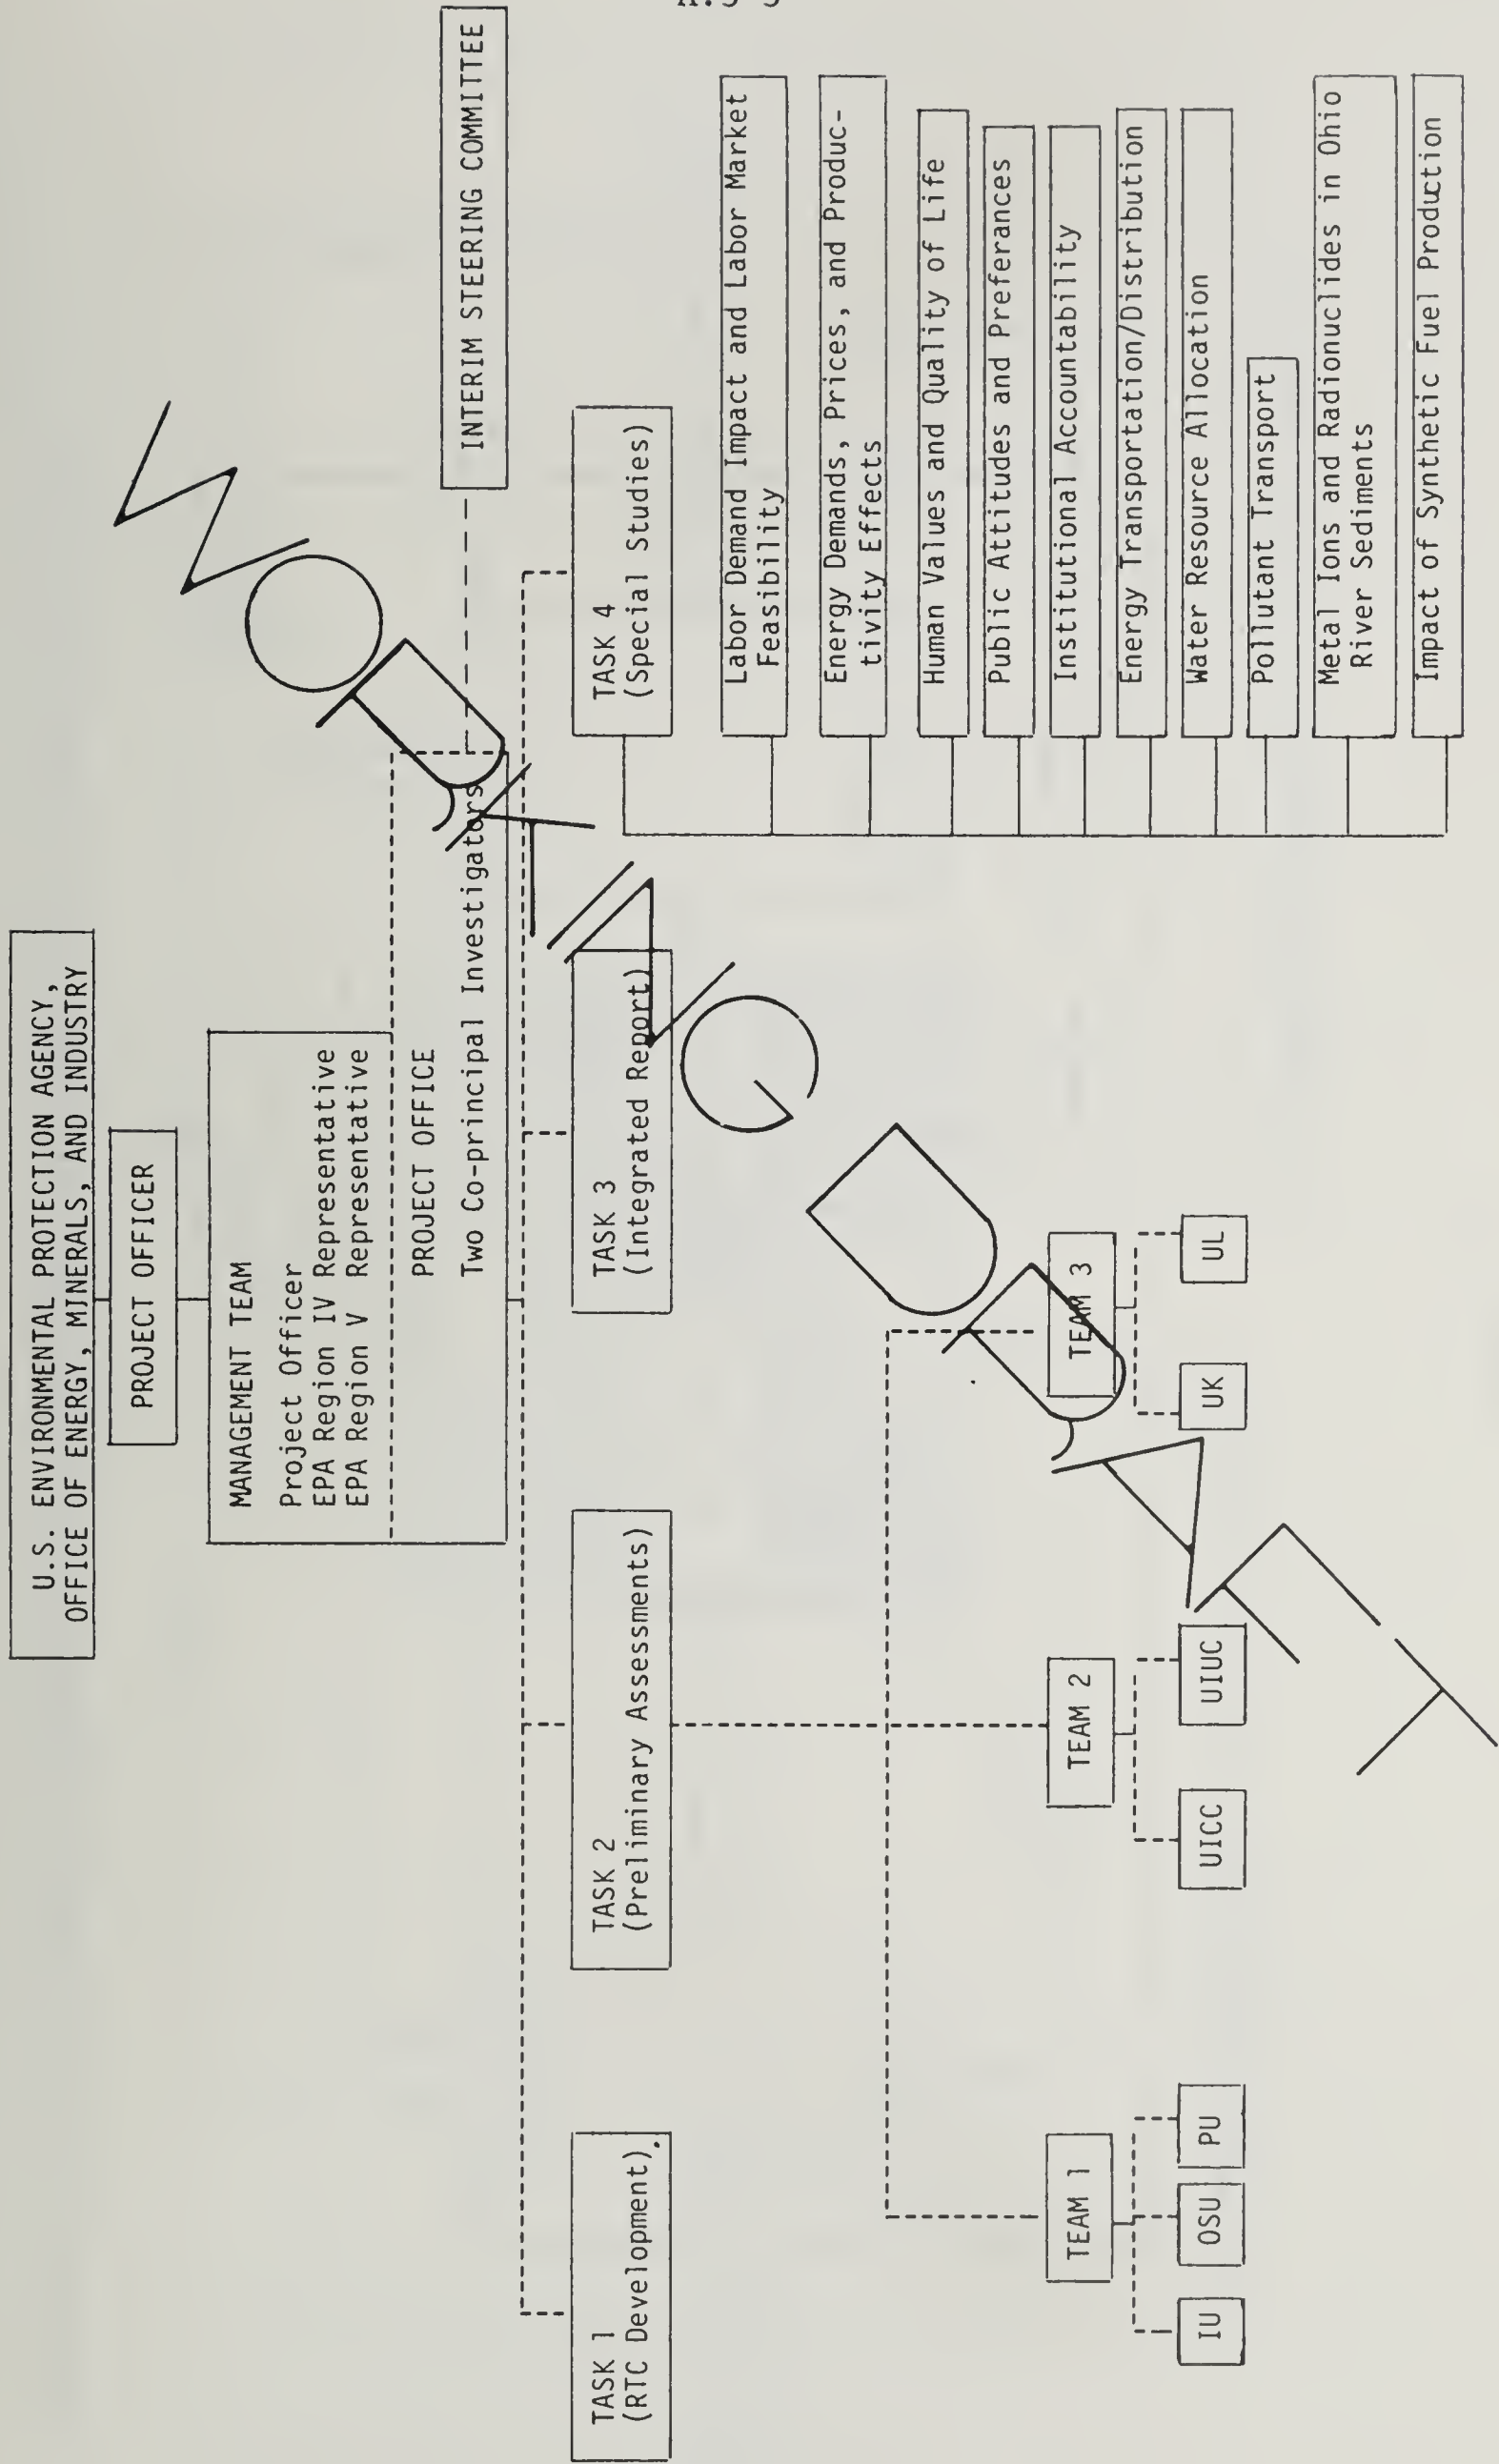 U.S. ENVIRONMENTAL PROTECTION AGENCY,
OFFICE OF ENERGY, MINERALS, AND INDUSTRY
PROJECT OFFICER
MANAGEMENT TEAM
Project Officer
EPA Region IV Representative
EPA Region V Representative
PROJECT OFFICE
Two Co-principal Investigators
INTERIM STEERING COMMITTEE
TASK 1
(RTC Development)
TASK 2
(Preliminary Assessments)
TASK 3
(Integrated Report)
TASK 4
(Special Studies)
Labor Demand Impact and Labor Market
Feasibility
Energy Demands, Prices, and Produc-
tivity Effects
Human Values and Quality of Life
Public Attitudes and Preferances
Institutional Accountability
Energy Transportation/Distribution
Water Resource Allocation
Pollutant Transport
Metal Ions and Radionuclides in Ohio
River Sediments
Impact of Synthetic Fuel Production
TEAM 1
TEAM 2
TEAM 3
IU
OSU
PU
UICC
UIUC
UK
UL
WORKING DRAFT